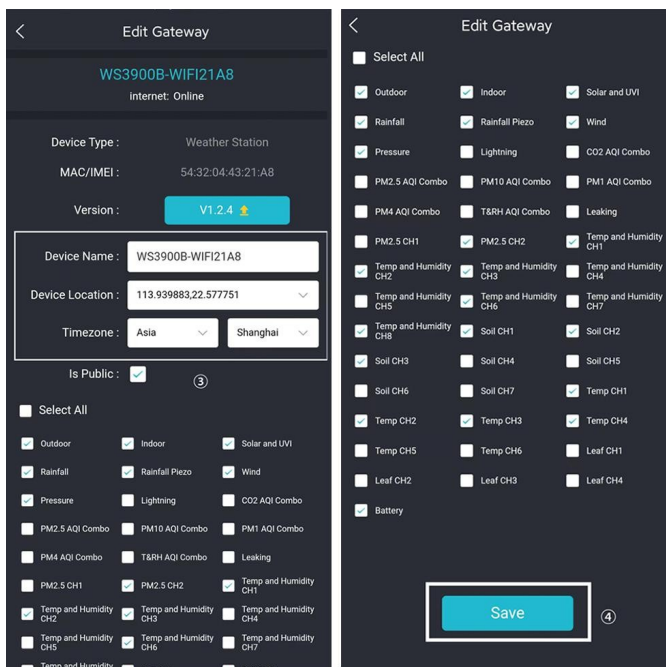 Edit Gateway
WS3900B-WIFI21A8
internet: Online
Device Type : Weather Station
MAC/IMEI : 54:32:04:43:21:A8
Version : V1.2.4
Device Name : WS3900B-WIFI21A8
Device Location : 113.939883,22.577751
Timezone : Asia Shanghai
Is Public : ③
Select All
Outdoor Indoor Solar and UVI
Rainfall Rainfall Piezo Wind
Pressure Lightning CO2 AQI Combo
PM2.5 AQI Combo PM10 AQI Combo PM1 AQI Combo
PM4 AQI Combo T&RH AQI Combo Leaking
PM2.5 CH1 PM2.5 CH2 Temp and Humidity CH1
Temp and Humidity CH2 Temp and Humidity CH3 Temp and Humidity CH4
Temp and Humidity CH5 Temp and Humidity CH6 Temp and Humidity CH7
Temp and Humidity
Edit Gateway
Select All
Outdoor Indoor Solar and UVI
Rainfall Rainfall Piezo Wind
Pressure Lightning CO2 AQI Combo
PM2.5 AQI Combo PM10 AQI Combo PM1 AQI Combo
PM4 AQI Combo T&RH AQI Combo Leaking
PM2.5 CH1 PM2.5 CH2 Temp and Humidity CH1
Temp and Humidity CH2 Temp and Humidity CH3 Temp and Humidity CH4
Temp and Humidity CH5 Temp and Humidity CH6 Temp and Humidity CH7
Temp and Humidity CH8 Soil CH1 Soil CH2
Soil CH3 Soil CH4 Soil CH5
Soil CH6 Soil CH7 Temp CH1
Temp CH2 Temp CH3 Temp CH4
Temp CH5 Temp CH6 Leaf CH1
Leaf CH2 Leaf CH3 Leaf CH4
Battery
Save ④